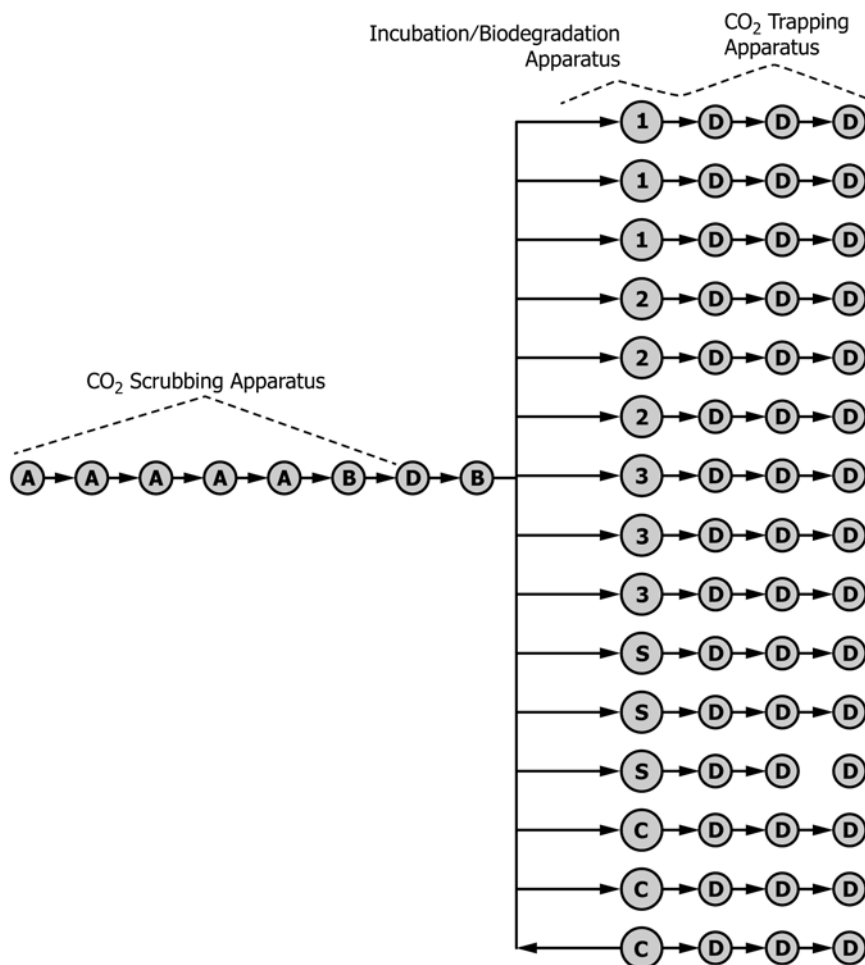 Incubation/Biodegradation
Apparatus
CO₂ Trapping
Apparatus
1 D D D
1 D D D
1 D D D
2 D D D
2 D D D
2 D D D
CO₂ Scrubbing Apparatus
A A A A A B D B
3 D D D
3 D D D
3 D D D
S D D D
S D D D
S D D D
C D D D
C D D D
C D D D